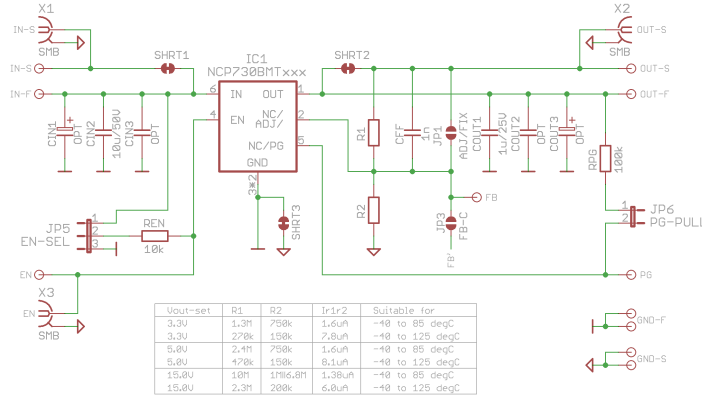 X1
X2
IN-S
OUT-S
SMB
SHRT1
IC1
SHRT2
SMB
NCP730BMTxxx
IN-S
OUT-S
IN-F
6 IN OUT 1
OUT-F
CIN1
OPT
CIN2
10u/50V
CIN3
OPT
4 EN NC/ADJ/ 2
NC/PG 5
GND
3*2
R1
CFF
1n
JP1
ADJ/FIX
COUT1
1u/25V
COUT2
OPT
COUT3
OPT
RPG
100k
R2
FB
JP3
FB-C
FB'
SHRT3
JP5
EN-SEL
1
2
3
REN
10k
1
2
JP6
PG-PULL
EN
PG
X3
EN
SMB
GND-F
GND-S
Vout-set R1 R2 Ir1r2 Suitable for
3.3V 1.3M 750k 1.6uA -40 to 85 degC
3.3V 270k 150k 7.8uA -40 to 125 degC
5.0V 2.4M 750k 1.6uA -40 to 85 degC
5.0V 470k 150k 8.1uA -40 to 125 degC
15.0V 10M 1M||6.8M 1.38uA -40 to 85 degC
15.0V 2.3M 200k 6.0uA -40 to 125 degC